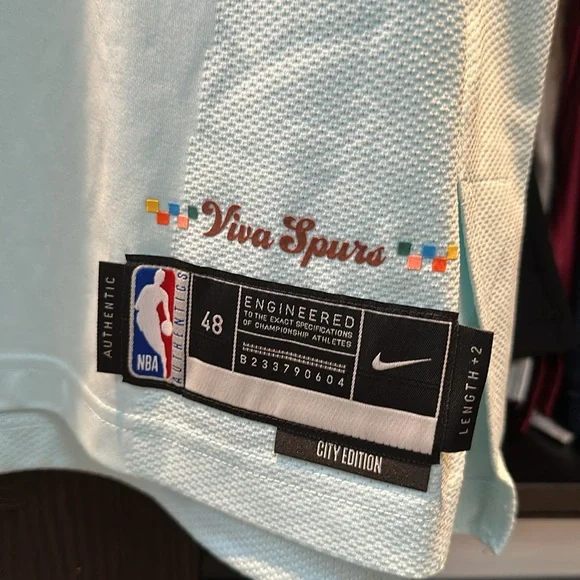 Viva Spurs
AUTHENTIC
NBA
AUTHENTICS
48
ENGINEERED
TO THE EXACT SPECIFICATIONS
OF CHAMPIONSHIP ATHLETES
B233790604
LENGTH+2
CITY EDITION